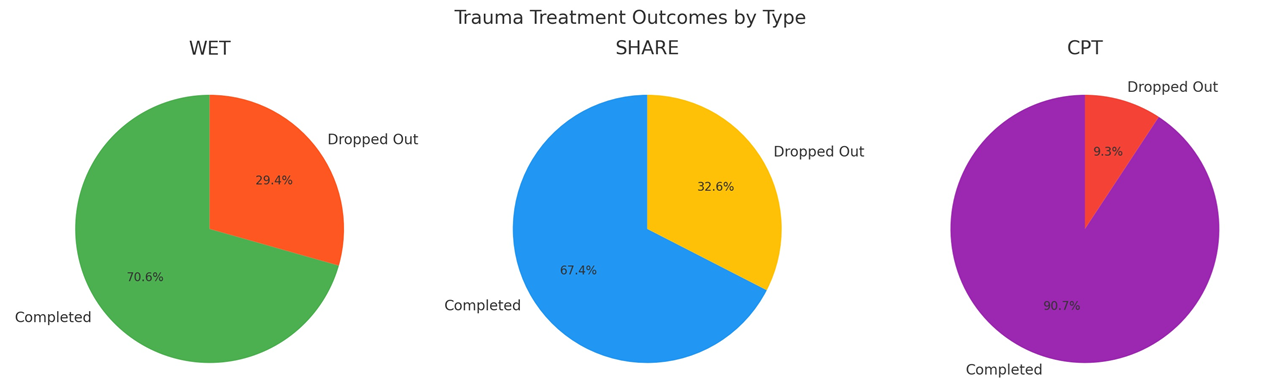 Trauma Treatment Outcomes by Type
WET
Dropped Out
29.4%
70.6%
Completed
SHARE
Dropped Out
32.6%
67.4%
Completed
CPT
Dropped Out
9.3%
90.7%
Completed